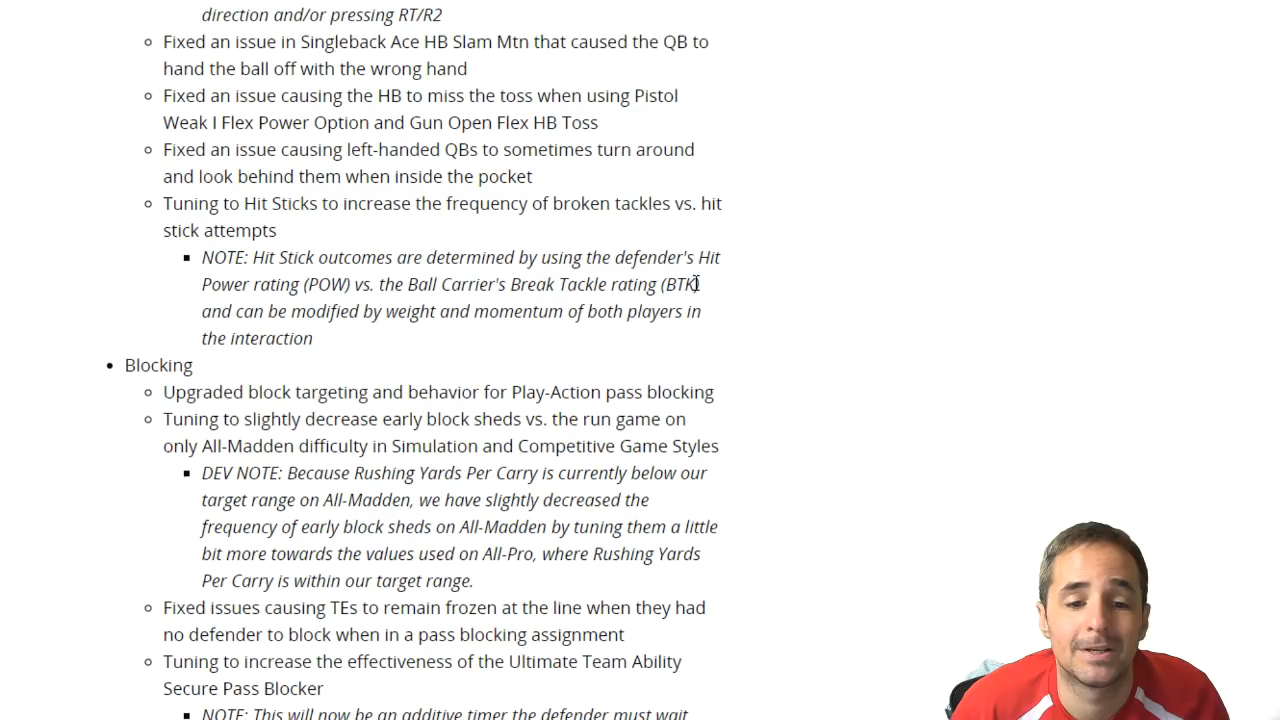 direction and/or pressing RT/R2
Fixed an issue in Singleback Ace HB Slam Mtn that caused the QB to
hand the ball off with the wrong hand
Fixed an issue causing the HB to miss the toss when using Pistol
Weak I Flex Power Option and Gun Open Flex HB Toss
Fixed an issue causing left-handed QBs to sometimes turn around
and look behind them when inside the pocket
Tuning to Hit Sticks to increase the frequency of broken tackles vs. hit
stick attempts
NOTE: Hit Stick outcomes are determined by using the defender's Hit
Power rating (POW) vs. the Ball Carrier's Break Tackle rating (BTK)
and can be modified by weight and momentum of both players in
the interaction
Blocking
Upgraded block targeting and behavior for Play-Action pass blocking
Tuning to slightly decrease early block sheds vs. the run game on
only All-Madden difficulty in Simulation and Competitive Game Styles
DEV NOTE: Because Rushing Yards Per Carry is currently below our
target range on All-Madden, we have slightly decreased the
frequency of early block sheds on All-Madden by tuning them a little
bit more towards the values used on All-Pro, where Rushing Yards
Per Carry is within our target range.
Fixed issues causing TEs to remain frozen at the line when they had
no defender to block when in a pass blocking assignment
Tuning to increase the effectiveness of the Ultimate Team Ability
Secure Pass Blocker
NOTE: This will now be an additive timer the defender must wait